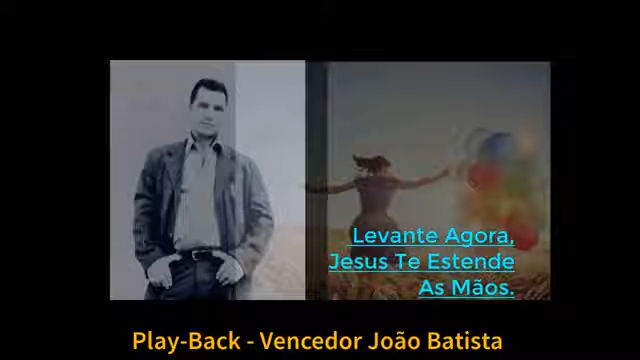 Levante Agora,
Jesus Te Estende
As Mãos.
Play-Back - Vencedor João Batista